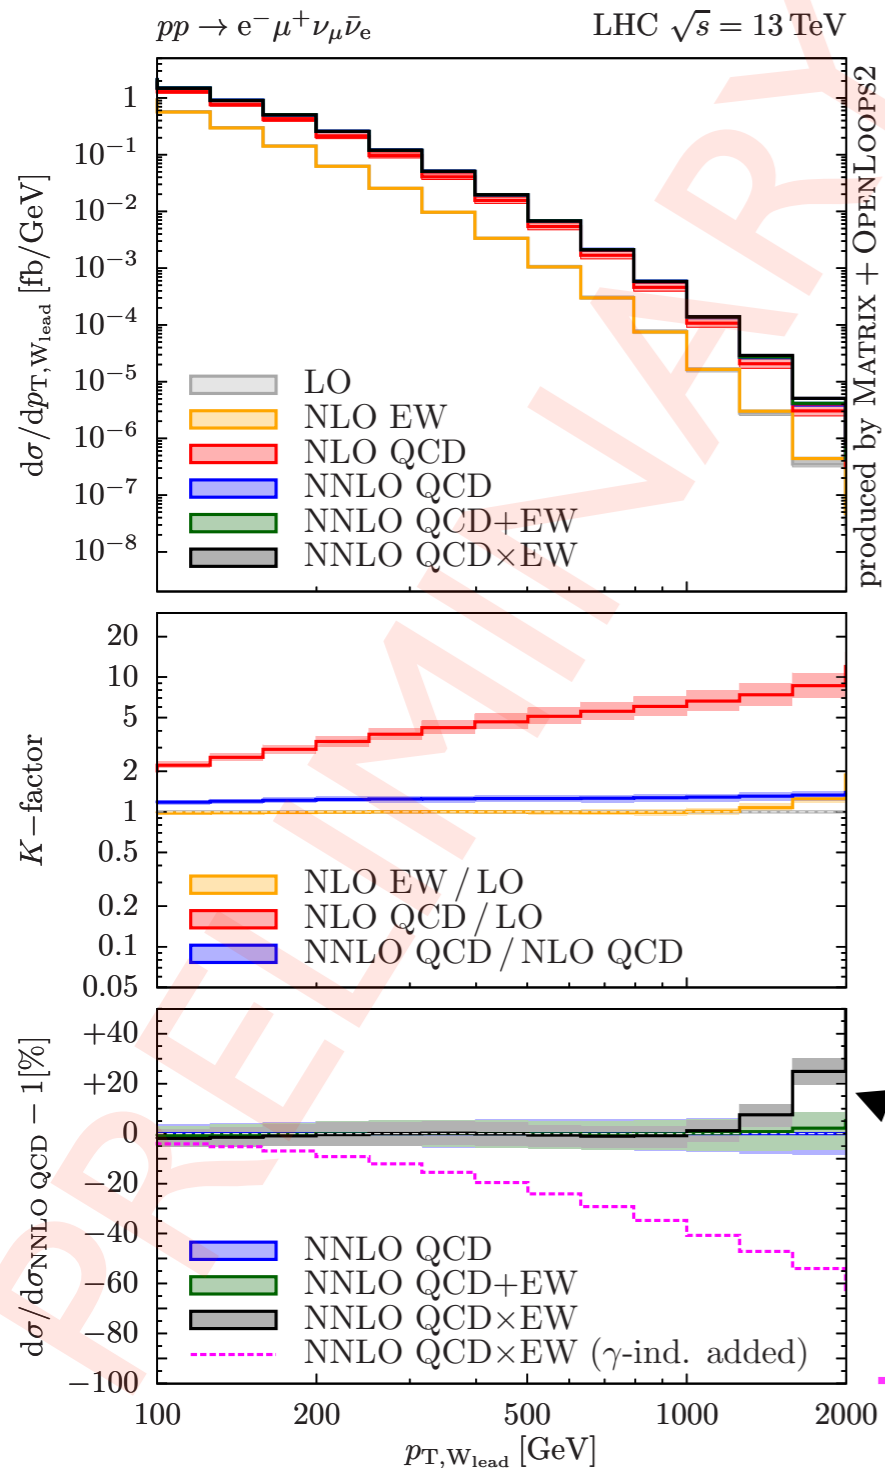 pp → e⁻μ⁺ν_μν̄_e
LHC √s = 13 TeV
dσ/dp_{T,W_lead} [fb/GeV]
1
10⁻¹
10⁻²
10⁻³
10⁻⁴
10⁻⁵
10⁻⁶
10⁻⁷
10⁻⁸
LO
NLO EW
NLO QCD
NNLO QCD
NNLO QCD+EW
NNLO QCD×EW
produced by MATRIX + OPENLOOPS2
PRELIMINARY
K−factor
20
10
5
2
1
0.5
0.2
0.1
0.05
NLO EW / LO
NLO QCD / LO
NNLO QCD / NLO QCD
dσ/dσ_{NNLO QCD} − 1[%]
+40
+20
0
−20
−40
−60
−80
−100
NNLO QCD
NNLO QCD+EW
NNLO QCD×EW
NNLO QCD×EW (γ-ind. added)
100 200 500 1000 2000
p_{T,W_lead} [GeV]